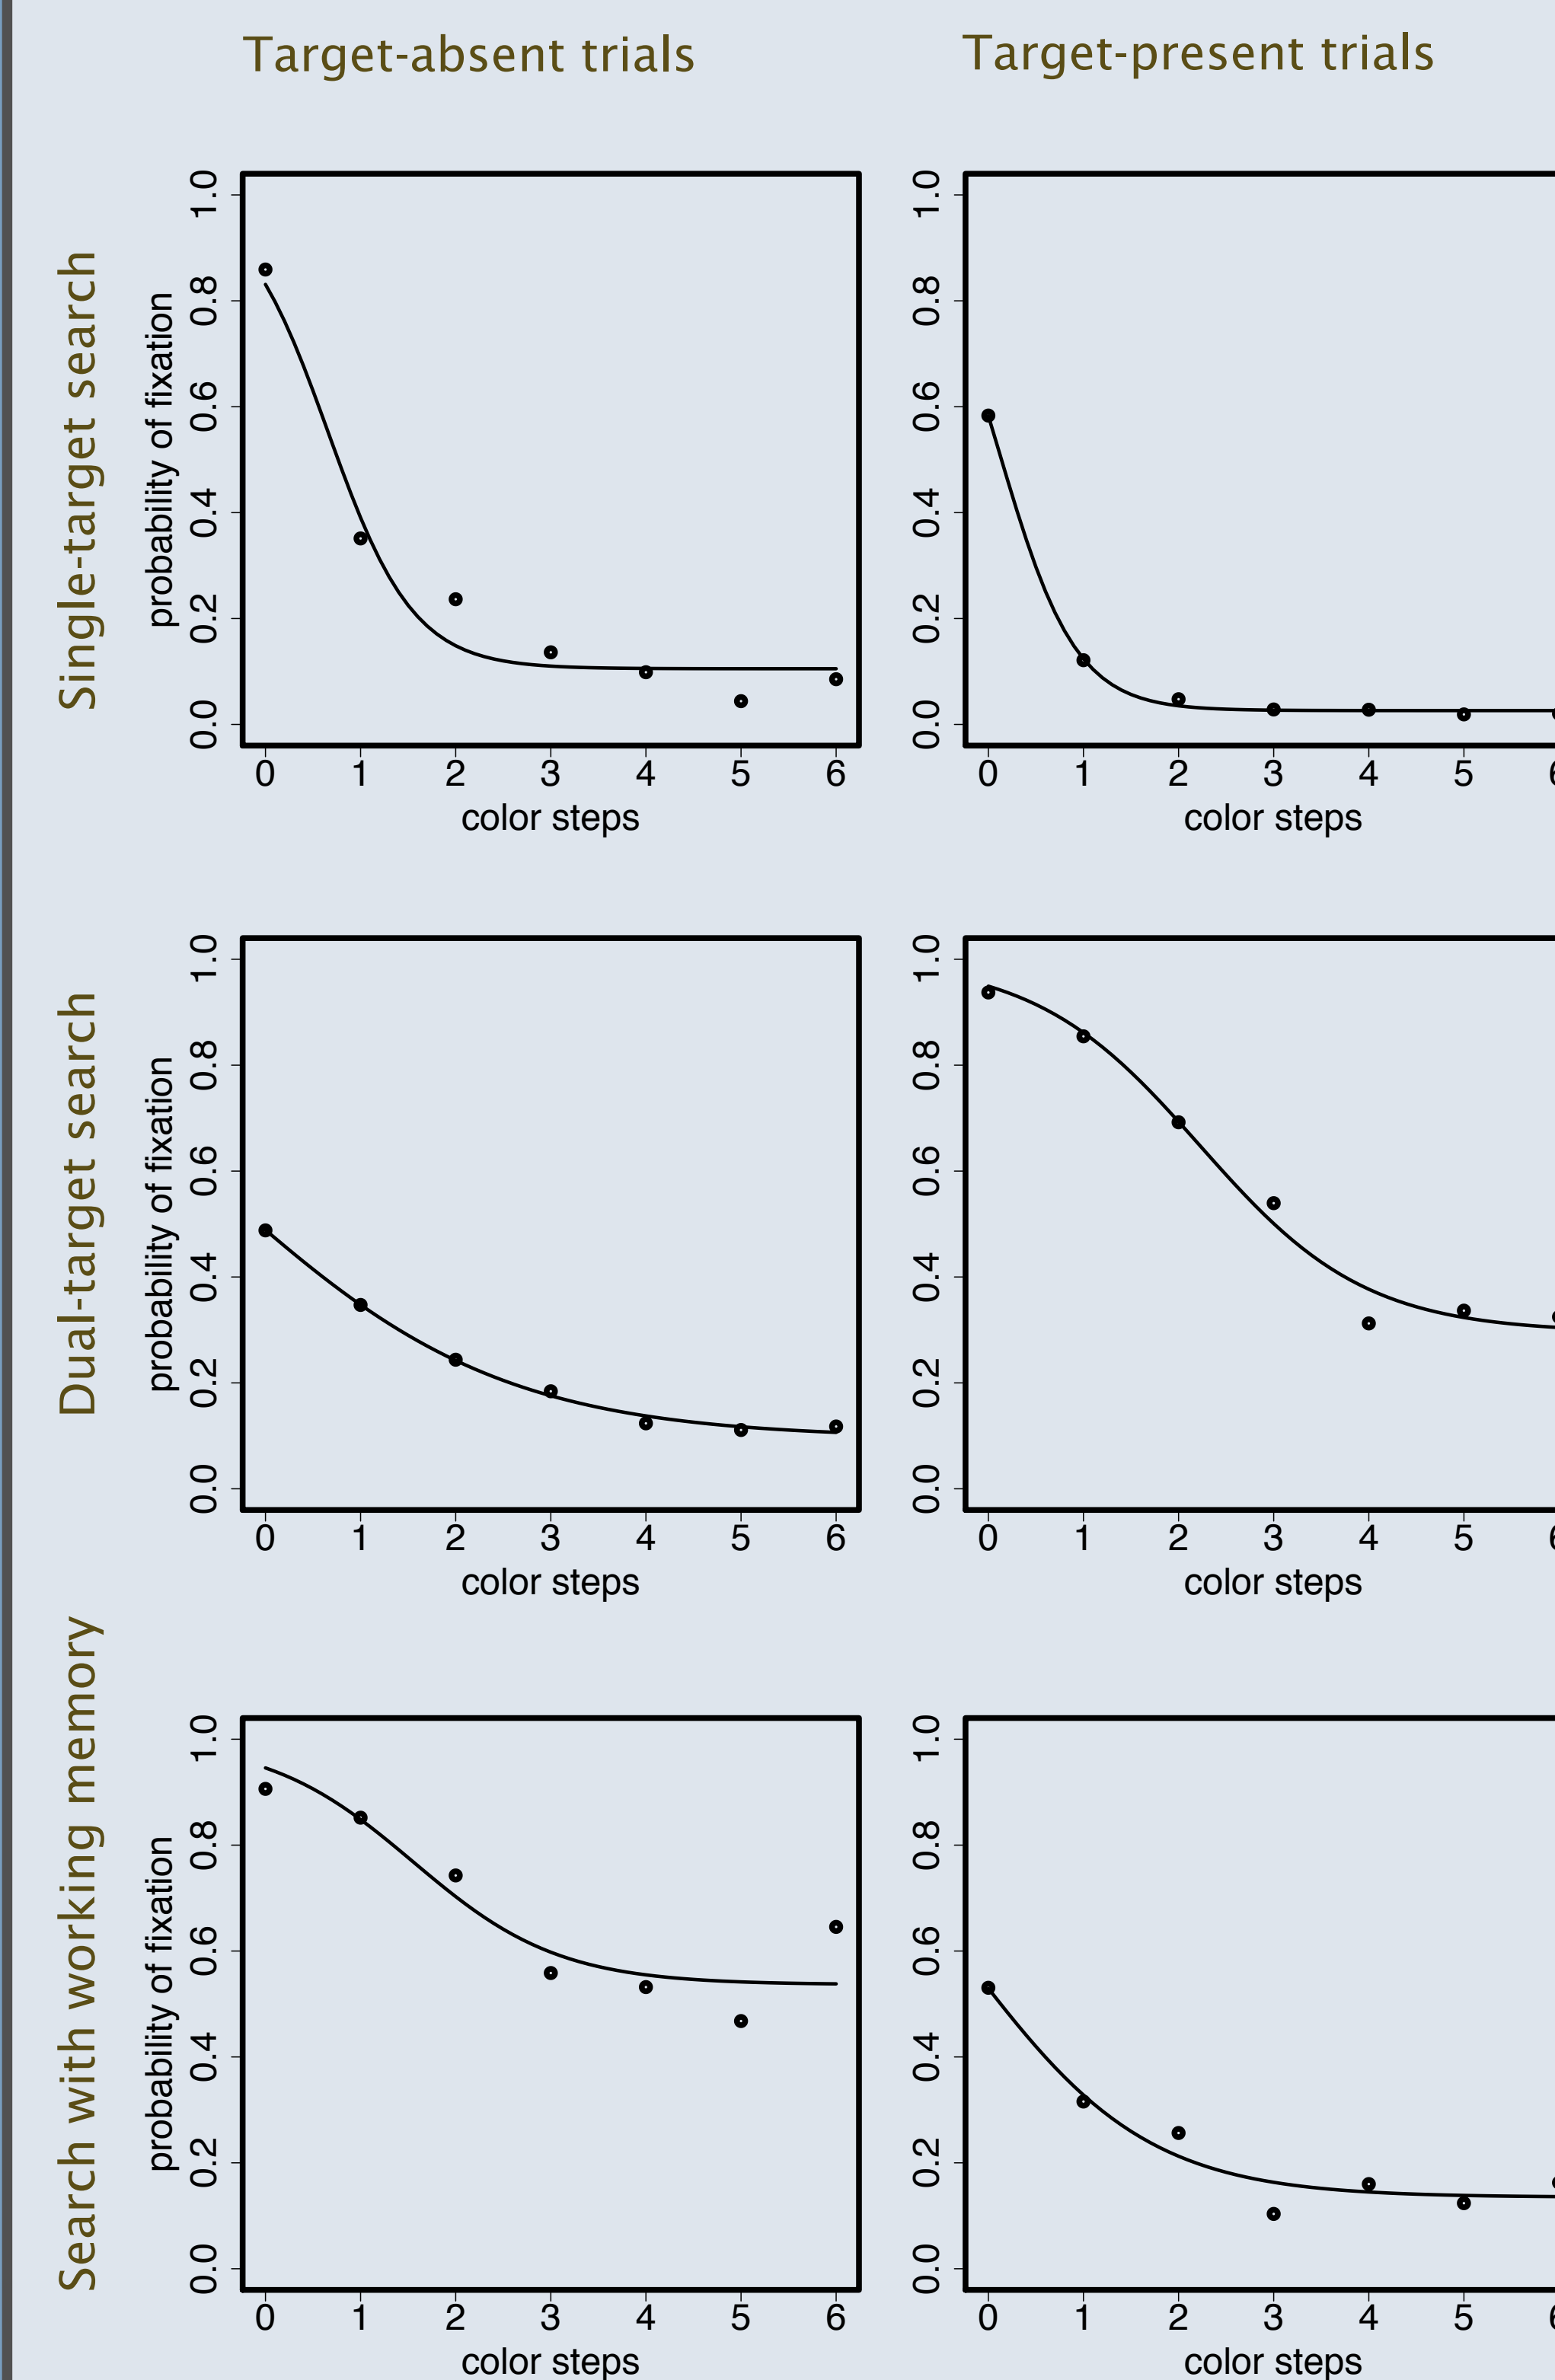 Target-absent trials
Target-present trials
Single-target search
probability of fixation
0.0 0.2 0.4 0.6 0.8 1.0
0 1 2 3 4 5 6
color steps
0.0 0.2 0.4 0.6 0.8 1.0
0 1 2 3 4 5 6
color steps
Dual-target search
probability of fixation
0.0 0.2 0.4 0.6 0.8 1.0
0 1 2 3 4 5 6
color steps
0.0 0.2 0.4 0.6 0.8 1.0
0 1 2 3 4 5 6
color steps
Search with working memory
probability of fixation
0.0 0.2 0.4 0.6 0.8 1.0
0 1 2 3 4 5 6
color steps
0.0 0.2 0.4 0.6 0.8 1.0
0 1 2 3 4 5 6
color steps